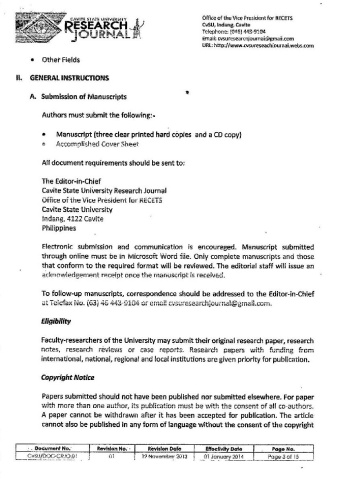 CAVITE STATE UNIVERSITY
RESEARCH
JOURNAL
Office of the Vice President for RECETS
CvSU, Indang, Cavite
Telephone: (046) 443-9104
Email: cvsuresearchjournal@gmail.com
URL: http://www.cvsureseachjournal.webs.com
• Other Fields
II. GENERAL INSTRUCTIONS
A. Submission of Manuscripts
Authors must submit the following:-
• Manuscript (three clear printed hard copies and a CD copy)
• Accomplished Cover Sheet
All document requirements should be sent to:
The Editor-in-Chief
Cavite State University Research Journal
Office of the Vice President for RECETS
Cavite State University
Indang, 4122 Cavite
Philippines
Electronic submission and communication is encouraged. Manuscript submitted
through online must be in Microsoft Word file. Only complete manuscripts and those
that conform to the required format will be reviewed. The editorial staff will issue an
acknowledgement receipt once the manuscript is received.
To follow-up manuscripts, correspondence should be addressed to the Editor-in-Chief
at Telefax No. (63) 46 443-9104 or email cvsuresearchjournal@gmail.com.
Eligibility
Faculty-researchers of the University may submit their original research paper, research
notes, research reviews or case reports. Research papers with funding from
international, national, regional and local institutions are given priority for publication.
Copyright Notice
Papers submitted should not have been published nor submitted elsewhere. For paper
with more than one author, its publication must be with the consent of all co-authors.
A paper cannot be withdrawn after it has been accepted for publication. The article
cannot also be published in any form of language without the consent of the copyright
Document No. Revision No. Revision Date Effectivity Date Page No.
01 29 November 2013 01 January 2014 Page 2 of 15